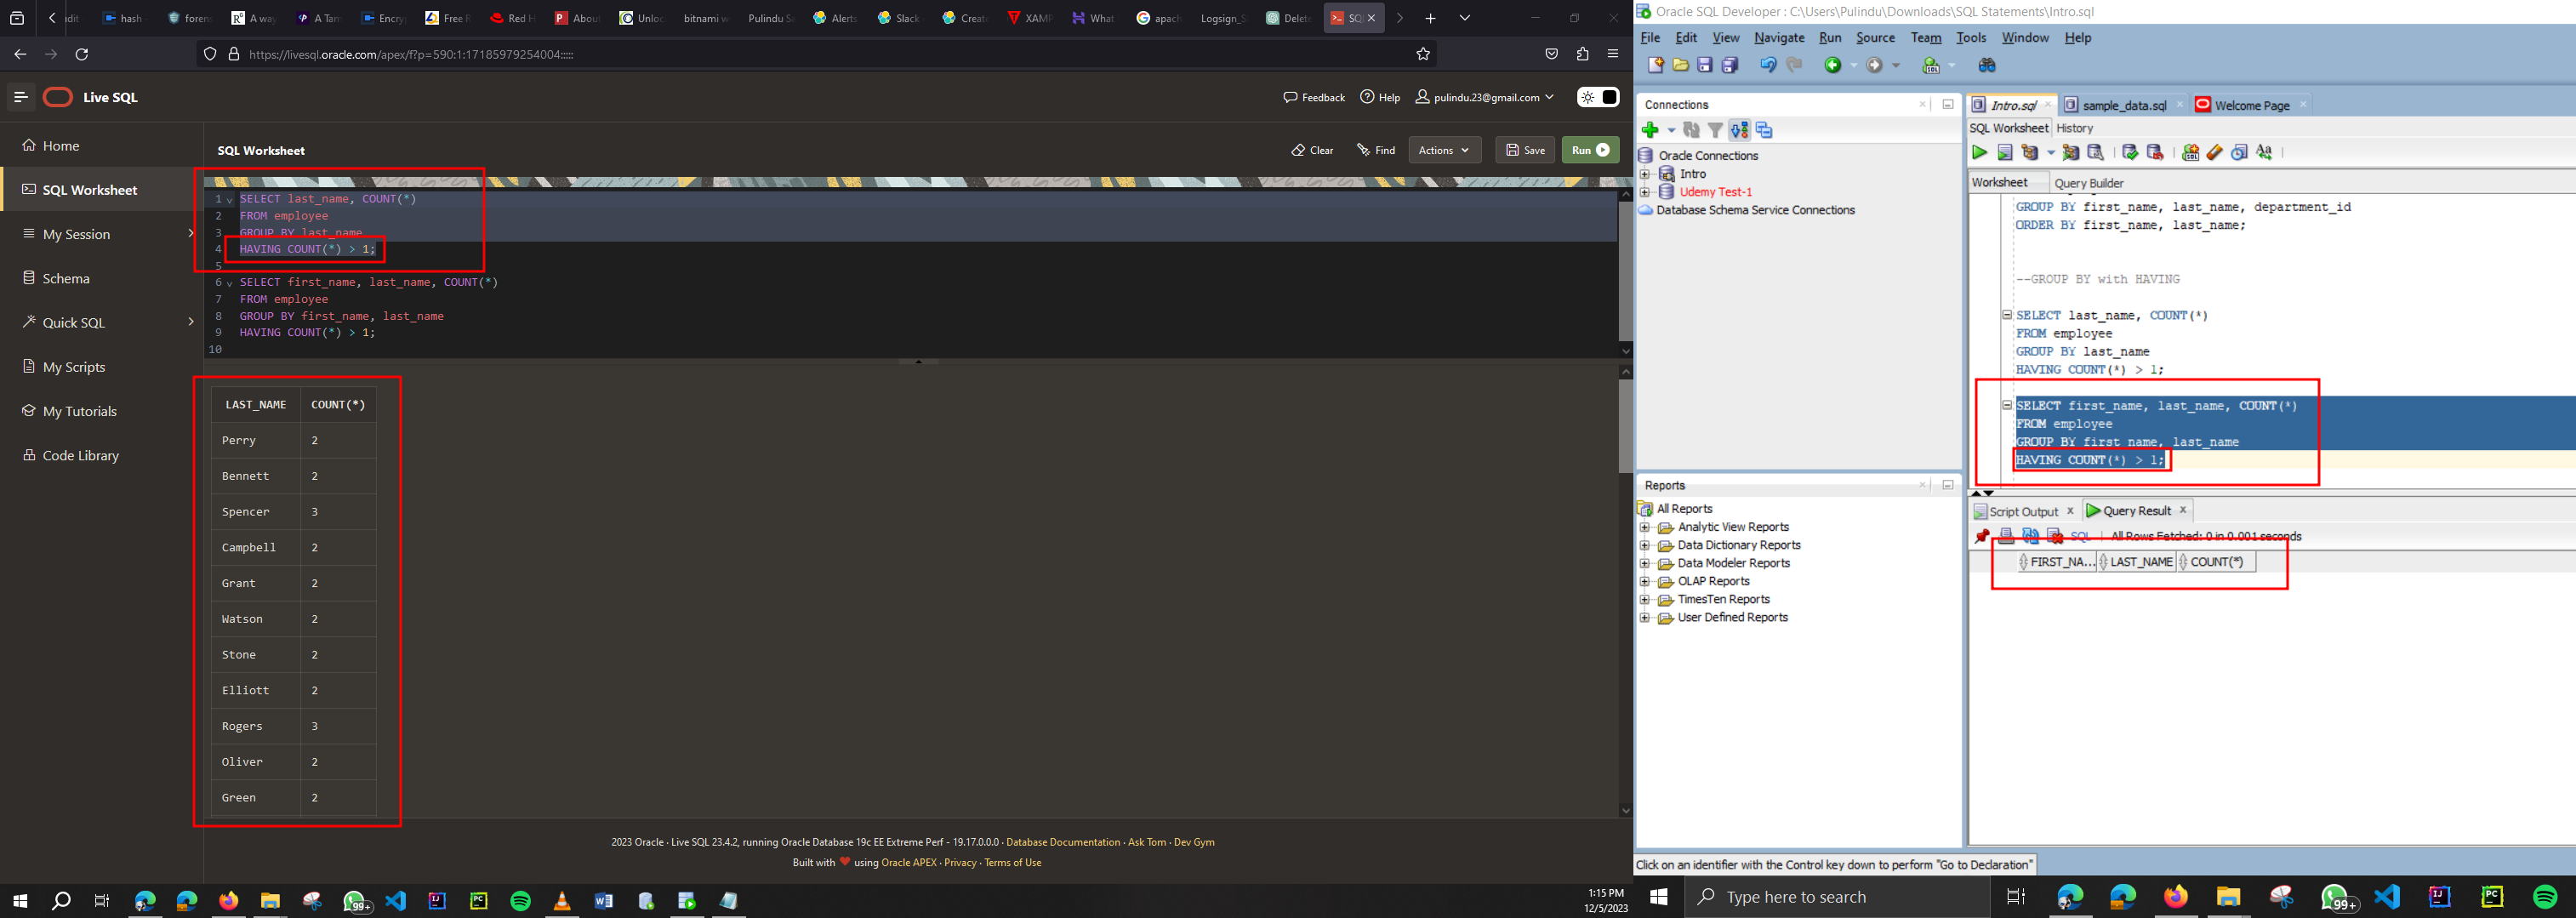 edit
hash-
foren
A way
A Tam
Encry
Free R
Red H
About
Unloc
bitnami w
Pulindu Sa
Alerts
Slack
Create
XAMP
What
apach
Logsign_S
Delete
SQL
https://livesql.oracle.com/apex/f?p=590:1:17185979254004:::::
Live SQL
Feedback
Help
pulindu.23@gmail.com
Home
SQL Worksheet
My Session
Schema
Quick SQL
My Scripts
My Tutorials
Code Library
SQL Worksheet
Clear
Find
Actions
Save
Run
1 SELECT last_name, COUNT(*)
2 FROM employee
3 GROUP BY last_name
4 HAVING COUNT(*) > 1;
5
6 SELECT first_name, last_name, COUNT(*)
7 FROM employee
8 GROUP BY first_name, last_name
9 HAVING COUNT(*) > 1;
10
LAST_NAME COUNT(*)
Perry 2
Bennett 2
Spencer 3
Campbell 2
Grant 2
Watson 2
Stone 2
Elliott 2
Rogers 3
Oliver 2
Green 2
2023 Oracle · Live SQL 23.4.2, running Oracle Database 19c EE Extreme Perf - 19.17.0.0.0 · Database Documentation · Ask Tom · Dev Gym
Built with ❤ using Oracle APEX · Privacy · Terms of Use
99+
1:15 PM
12/5/2023
Oracle SQL Developer : C:\Users\Pulindu\Downloads\SQL Statements\Intro.sql
File Edit View Navigate Run Source Team Tools Window Help
Connections
Oracle Connections
Intro
Udemy Test-1
Database Schema Service Connections
Reports
All Reports
Analytic View Reports
Data Dictionary Reports
Data Modeler Reports
OLAP Reports
TimesTen Reports
User Defined Reports
Intro.sql
sample_data.sql
Welcome Page
SQL Worksheet History
Worksheet Query Builder
GROUP BY first_name, last_name, department_id
ORDER BY first_name, last_name;
--GROUP BY with HAVING
SELECT last_name, COUNT(*)
FROM employee
GROUP BY last_name
HAVING COUNT(*) > 1;
SELECT first_name, last_name, COUNT(*)
FROM employee
GROUP BY first_name, last_name
HAVING COUNT(*) > 1;
Script Output x Query Result x
SQL | All Rows Fetched: 0 in 0.001 seconds
FIRST_NA... LAST_NAME COUNT(*)
Click on an identifier with the Control key down to perform "Go to Declaration"
Type here to search
99+